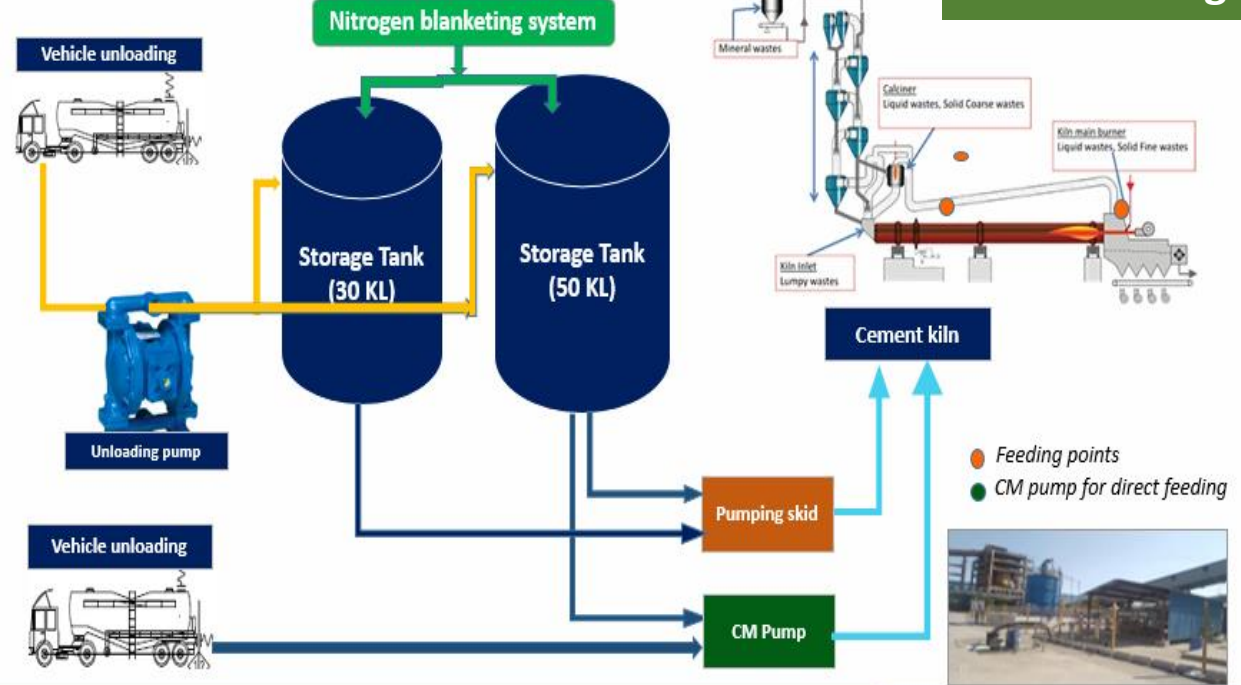 g
Nitrogen blanketing system
Vehicle unloading
Mineral wastes
Calciner
Liquid wastes, Solid Coarse wastes
Kiln main burner
Liquid wastes, Solid Fine wastes
Storage Tank
(30 KL)
Storage Tank
(50 KL)
Kiln Inlet
Lumpy wastes
Cement kiln
Unloading pump
Feeding points
CM pump for direct feeding
Pumping skid
Vehicle unloading
CM Pump